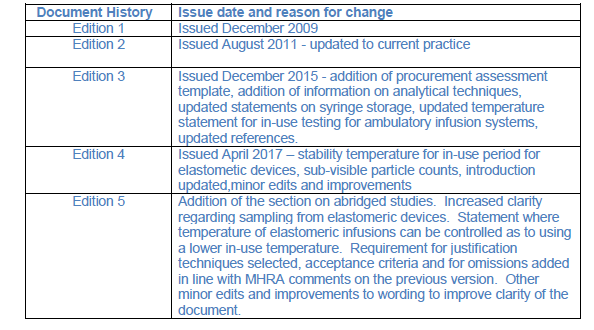 Document History Issue date and reason for change
Edition 1 Issued December 2009
Edition 2 Issued August 2011 - updated to current practice
Edition 3 Issued December 2015 - addition of procurement assessment
template, addition of information on analytical techniques,
updated statements on syringe storage, updated temperature
statement for in-use testing for ambulatory infusion systems,
updated references.
Edition 4 Issued April 2017 – stability temperature for in-use period for
elastometic devices, sub-visible particle counts, introduction
updated,minor edits and improvements
Edition 5 Addition of the section on abridged studies. Increased clarity
regarding sampling from elastomeric devices. Statement where
temperature of elastomeric infusions can be controlled as to using
a lower in-use temperature. Requirement for justification
techniques selected, acceptance criteria and for omissions added
in line with MHRA comments on the previous version. Other
minor edits and improvements to wording to improve clarity of the
document.